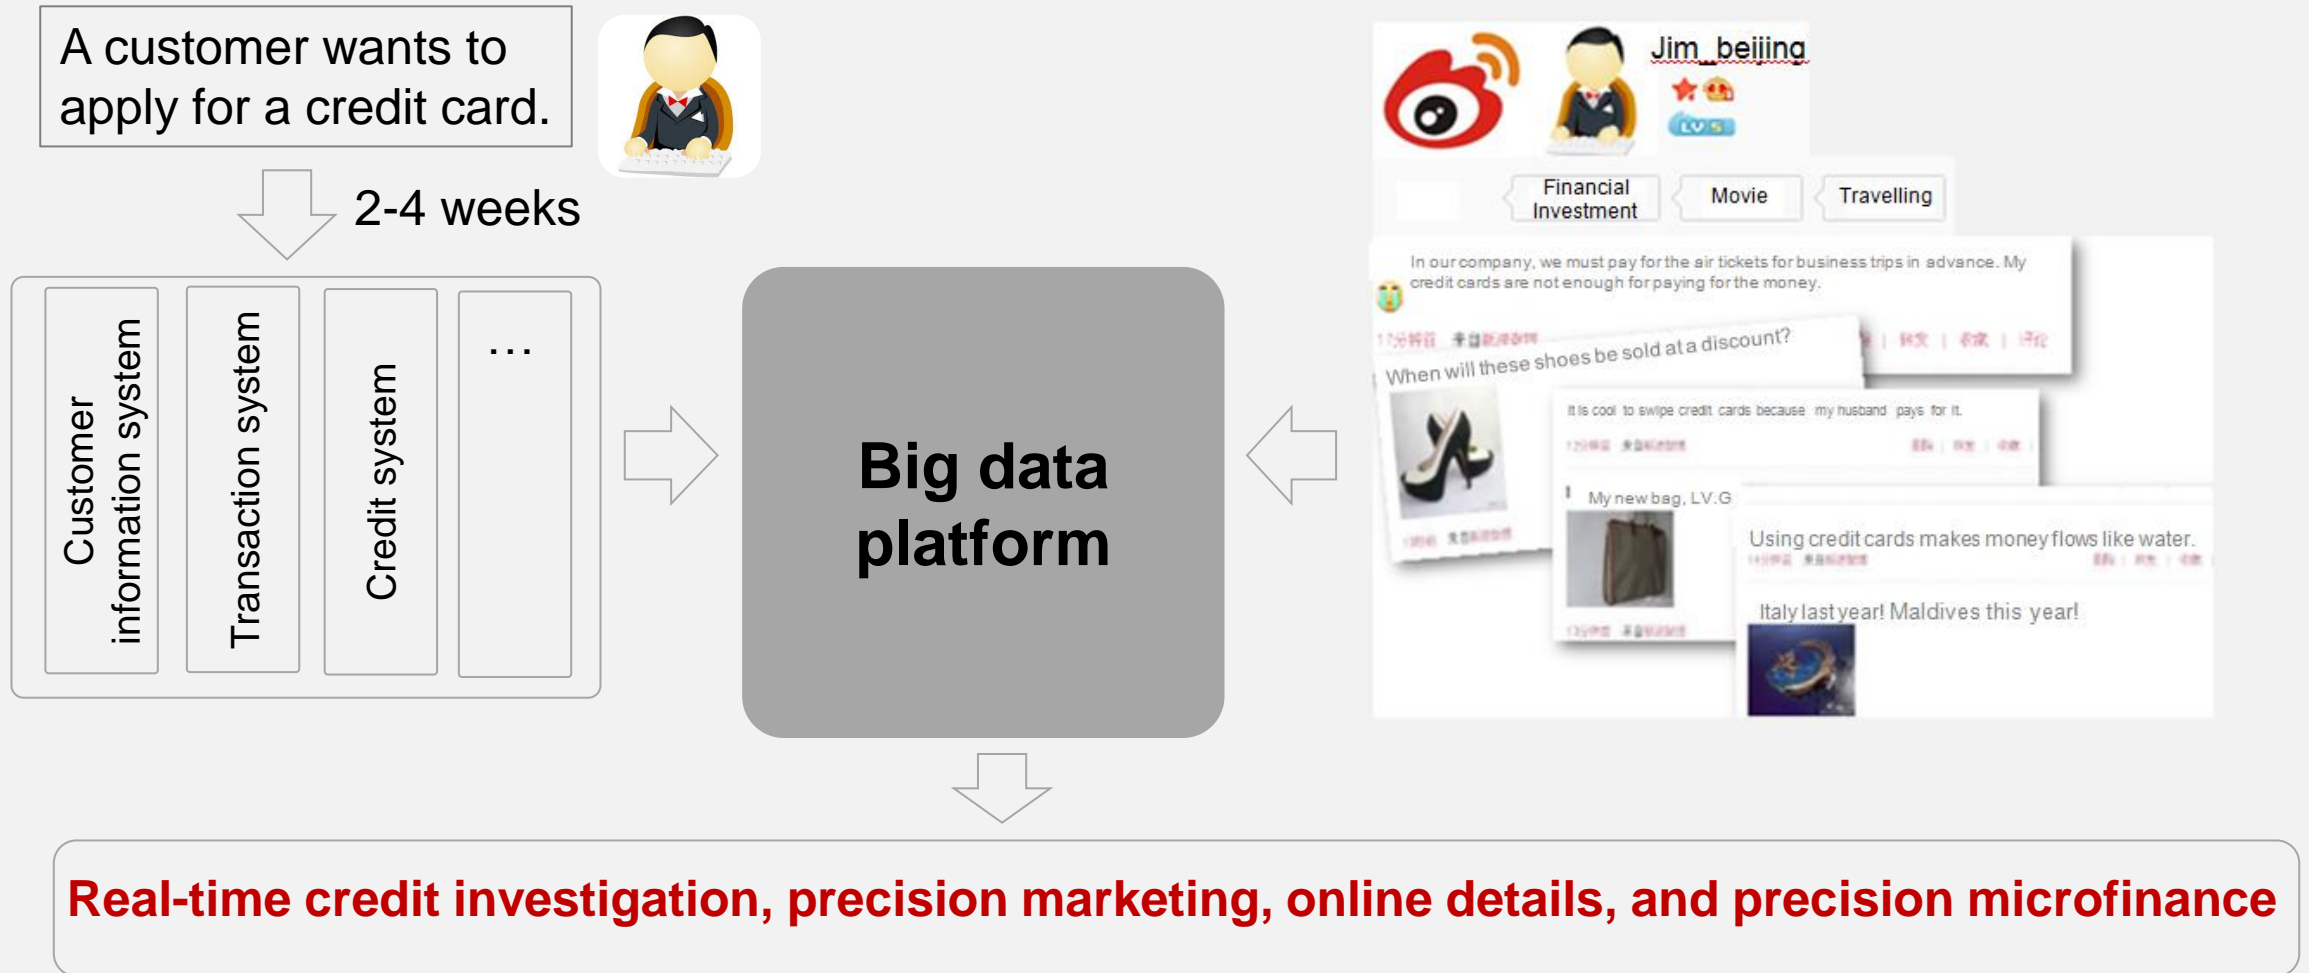 A customer wants to
apply for a credit card.
2-4 weeks
Customer
information system
Transaction system
Credit system
…
Big data
platform
Jim_beijing
LV 5
Financial
Investment
Movie
Travelling
In our company, we must pay for the air tickets for business trips in advance. My
credit cards are not enough for paying for the money.
When will these shoes be sold at a discount?
It is cool to swipe credit cards because my husband pays for it.
My new bag, LV.G
Using credit cards makes money flows like water.
Italy last year! Maldives this year!
Real-time credit investigation, precision marketing, online details, and precision microfinance